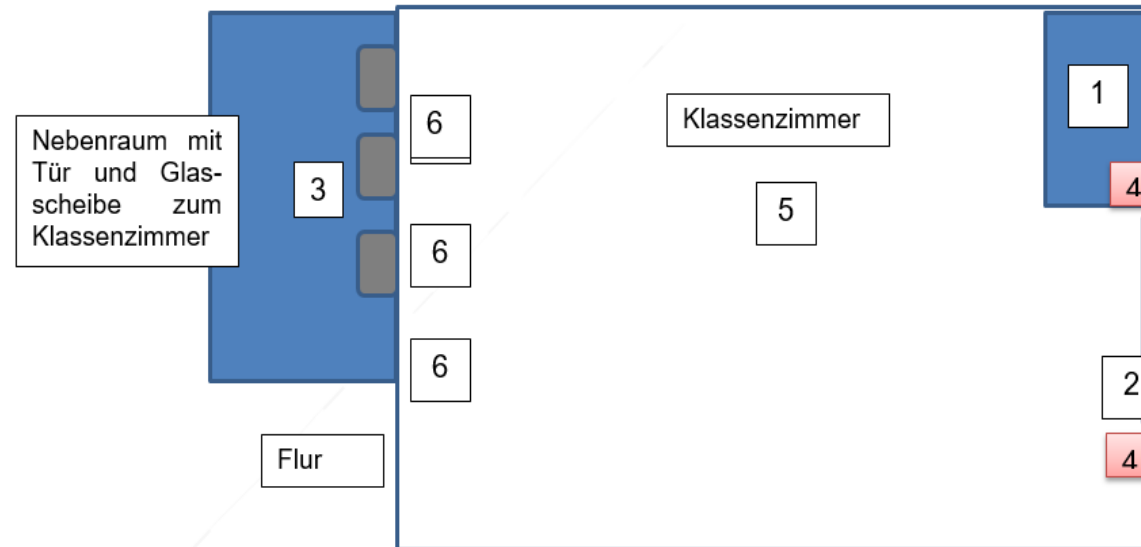 Nebenraum mit
Tür und Glas-
scheibe zum
Klassenzimmer
3
6
6
6
Klassenzimmer
5
1
4
2
4
Flur